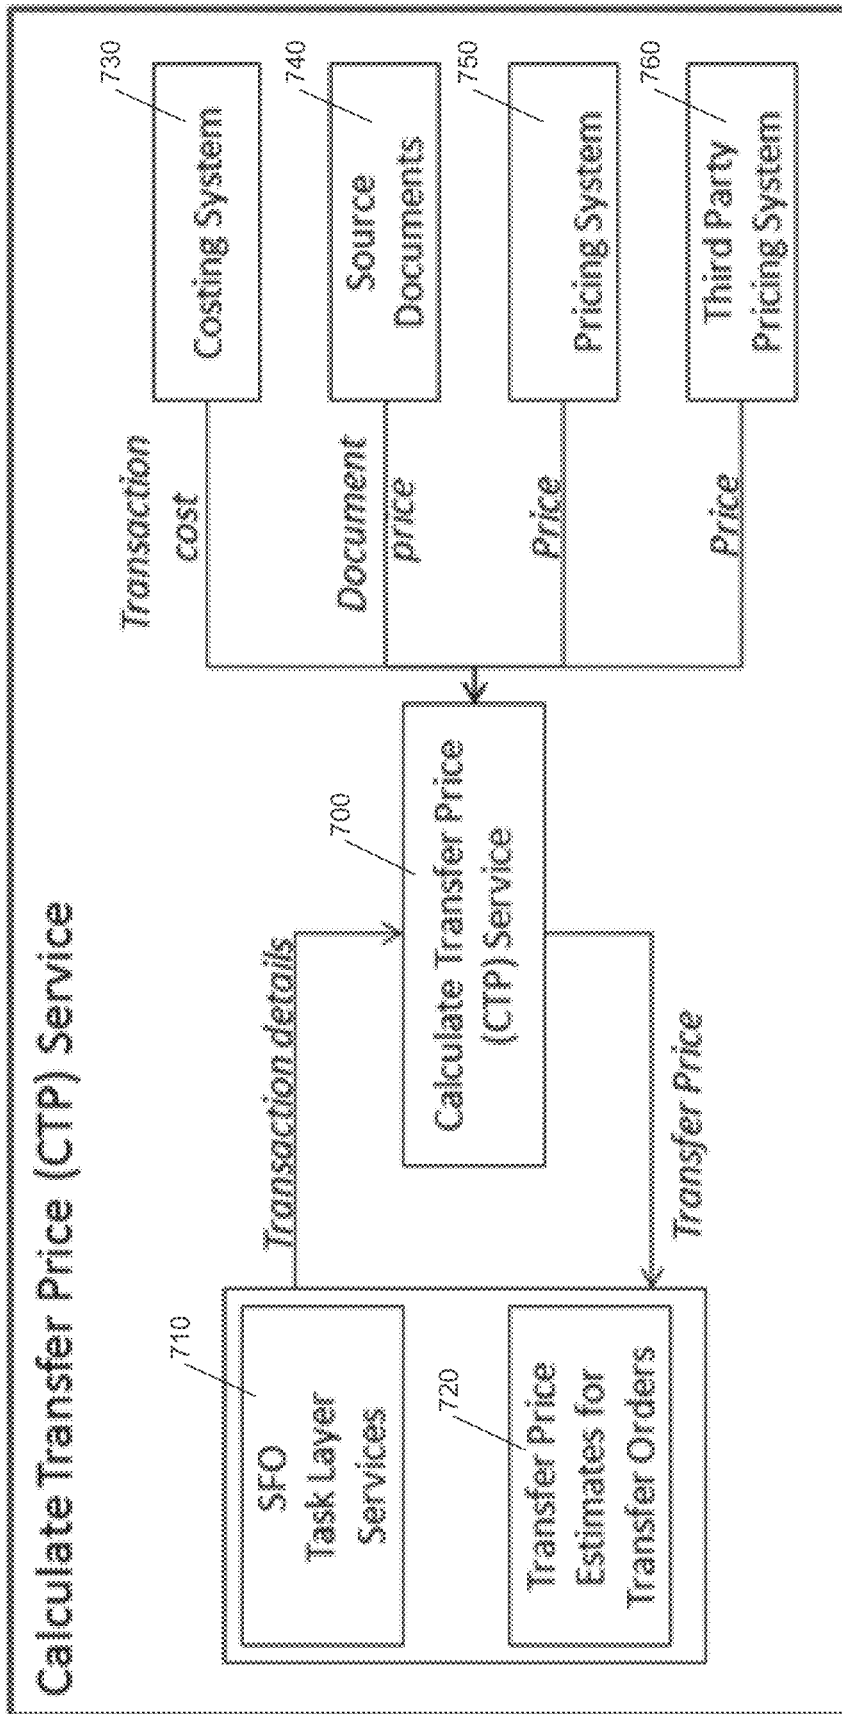 Calculate Transfer Price (CTP) Service
710
SFO
Task Layer
Services
720
Transfer Price
Estimates for
Transfer Orders
Transaction details
Transfer Price
700
Calculate Transfer Price
(CTP) Service
Transaction
cost
Document
price
Price
Price
730
Costing System
740
Source
Documents
750
Pricing System
760
Third Party
Pricing System